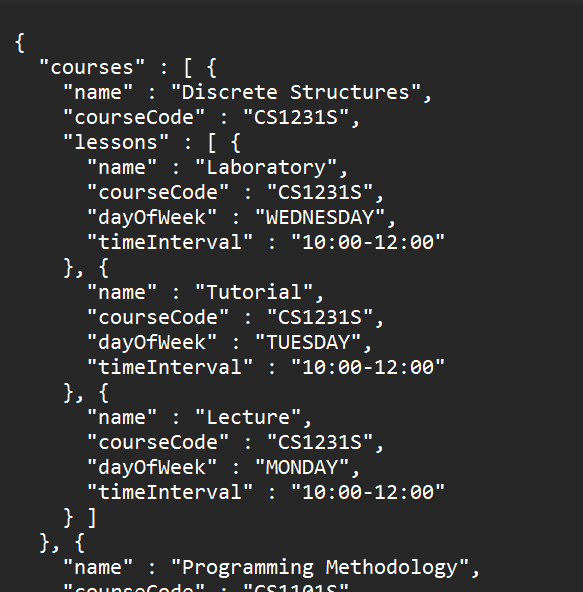 {
  "courses" : [ {
    "name" : "Discrete Structures",
    "courseCode" : "CS1231S",
    "lessons" : [ {
      "name" : "Laboratory",
      "courseCode" : "CS1231S",
      "dayOfWeek" : "WEDNESDAY",
      "timeInterval" : "10:00-12:00"
    }, {
      "name" : "Tutorial",
      "courseCode" : "CS1231S",
      "dayOfWeek" : "TUESDAY",
      "timeInterval" : "10:00-12:00"
    }, {
      "name" : "Lecture",
      "courseCode" : "CS1231S",
      "dayOfWeek" : "MONDAY",
      "timeInterval" : "10:00-12:00"
    } ]
  }, {
    "name" : "Programming Methodology",
    "courseCode" : "CS1101S"